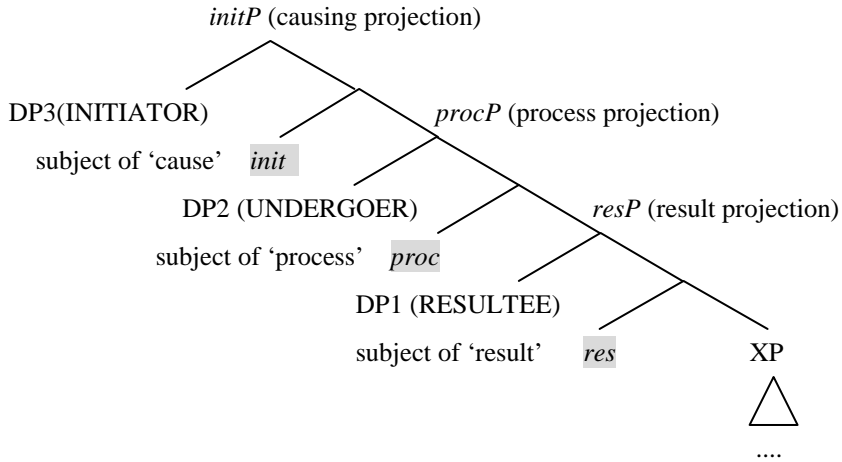 initP (causing projection)
DP3(INITIATOR) procP (process projection)
subject of ‘cause’ init
DP2 (UNDERGOER) resP (result projection)
subject of ‘process’ proc
DP1 (RESULTEE)
subject of ‘result’ res XP
....